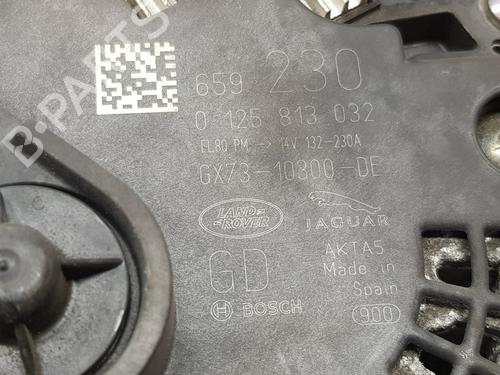 659 230
0 125 813 032
EL80 PM -> 14V 132-230A
GX73-10300-DE
LAND-
ROVER
JAGUAR
GD
AKTA5
Made in
Spain
BOSCH
900
B-PARTS